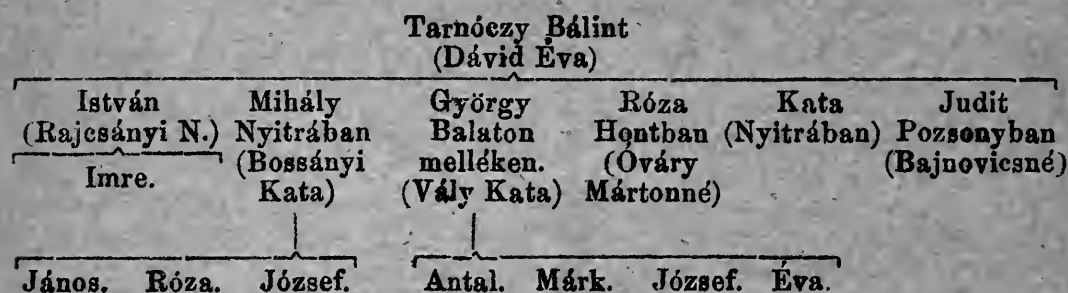 Tarnóczy Bálint
(Dávid Éva)
István Mihály György Róza Kata Judit
(Rajcsányi N.) Nyitrában Balaton Hontban (Nyitrában) Pozsonyban
Imre. (Bossányi melléken. (Óváry (Bajnovicsné)
Kata) (Vály Kata) Mártonné)
János. Róza. József. Antal. Márk. József. Éva.